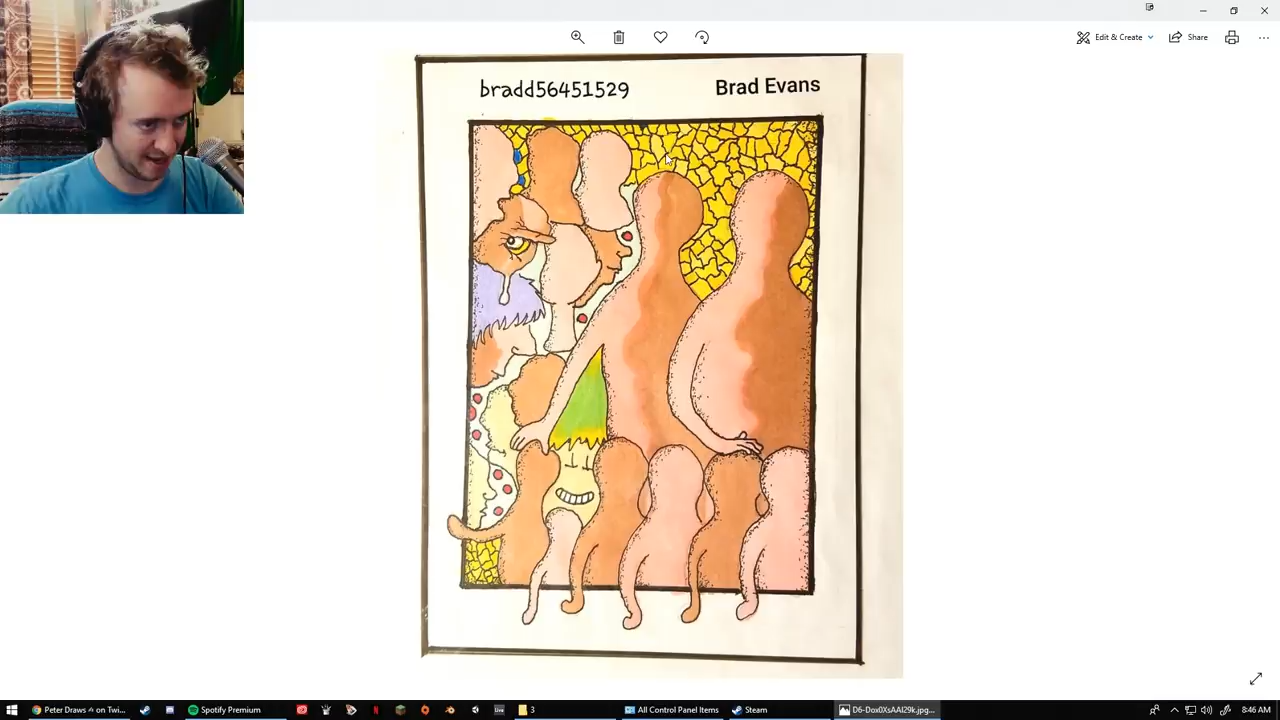 Edit & Create
Share
bradd56451529
Brad Evans
Peter Draws
on Twi...
Spotify Premium
Live
3
All Control Panel Items
Steam
D6-Dox0XsAAl29k.jpg...
8:46 AM